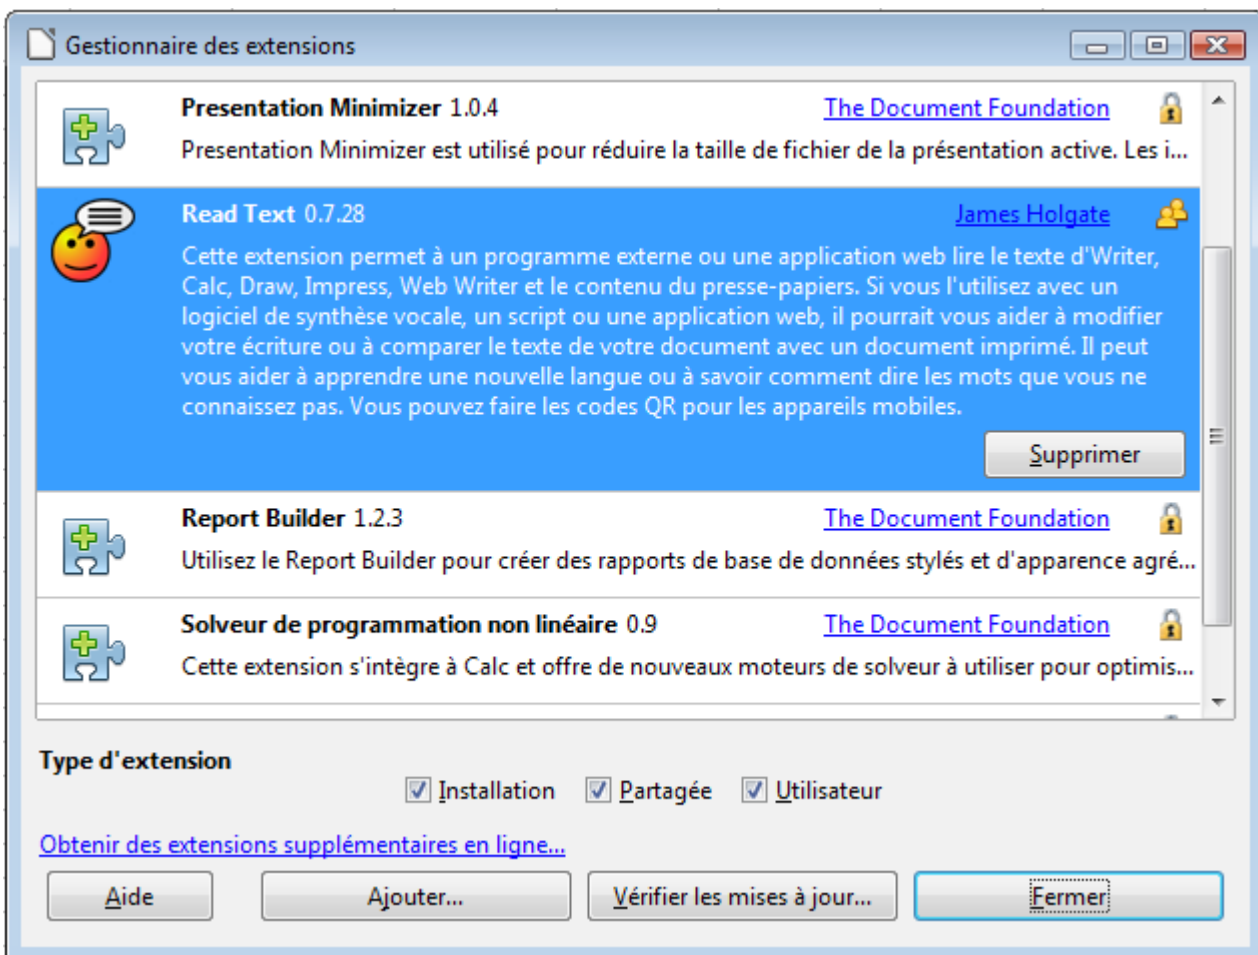 Gestionnaire des extensions
Presentation Minimizer 1.0.4 The Document Foundation
Presentation Minimizer est utilisé pour réduire la taille de fichier de la présentation active. Les i...
Read Text 0.7.28 James Holgate
Cette extension permet à un programme externe ou une application web lire le texte d'Writer,
Calc, Draw, Impress, Web Writer et le contenu du presse-papiers. Si vous l'utilisez avec un
logiciel de synthèse vocale, un script ou une application web, il pourrait vous aider à modifier
votre écriture ou à comparer le texte de votre document avec un document imprimé. Il peut
vous aider à apprendre une nouvelle langue ou à savoir comment dire les mots que vous ne
connaissez pas. Vous pouvez faire les codes QR pour les appareils mobiles.
Supprimer
Report Builder 1.2.3 The Document Foundation
Utilisez le Report Builder pour créer des rapports de base de données stylés et d'apparence agré...
Solveur de programmation non linéaire 0.9 The Document Foundation
Cette extension s'intègre à Calc et offre de nouveaux moteurs de solveur à utiliser pour optimis...
Type d'extension
Installation Partagée Utilisateur
Obtenir des extensions supplémentaires en ligne...
Aide Ajouter... Vérifier les mises à jour... Fermer